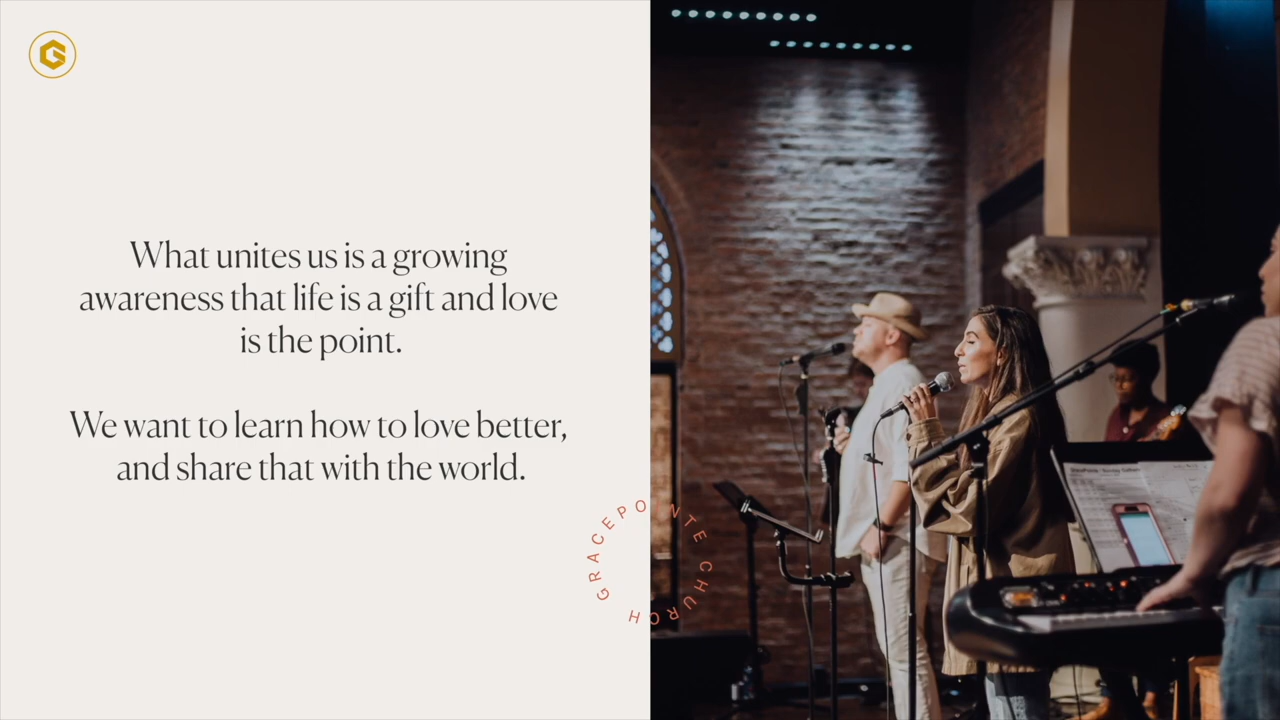 G
What unites us is a growing
awareness that life is a gift and love
is the point.
We want to learn how to love better,
and share that with the world.
GRACEPOINTE CHURCH